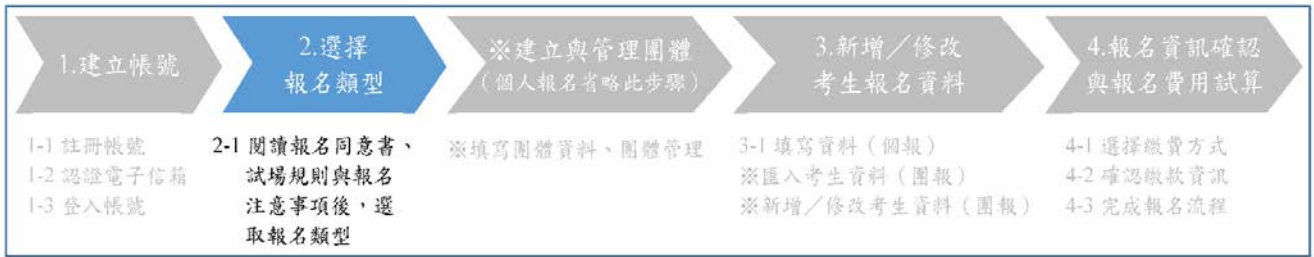 1.建立帳號
2.選擇
報名類型
※建立與管理團體
(個人報名省略此步驟)
3.新增／修改
考生報名資料
4.報名資訊確認
與報名費用試算
1-1 註冊帳號
1-2 認證電子信箱
1-3 登入帳號
2-1 閱讀報名同意書、
試場規則與報名
注意事項後，選
取報名類型
※填寫團體資料、團體管理
3-1 填寫資料（個報）
※匯入考生資料（團報）
※新增／修改考生資料（團報）
4-1 選擇繳費方式
4-2 確認繳款資訊
4-3 完成報名流程